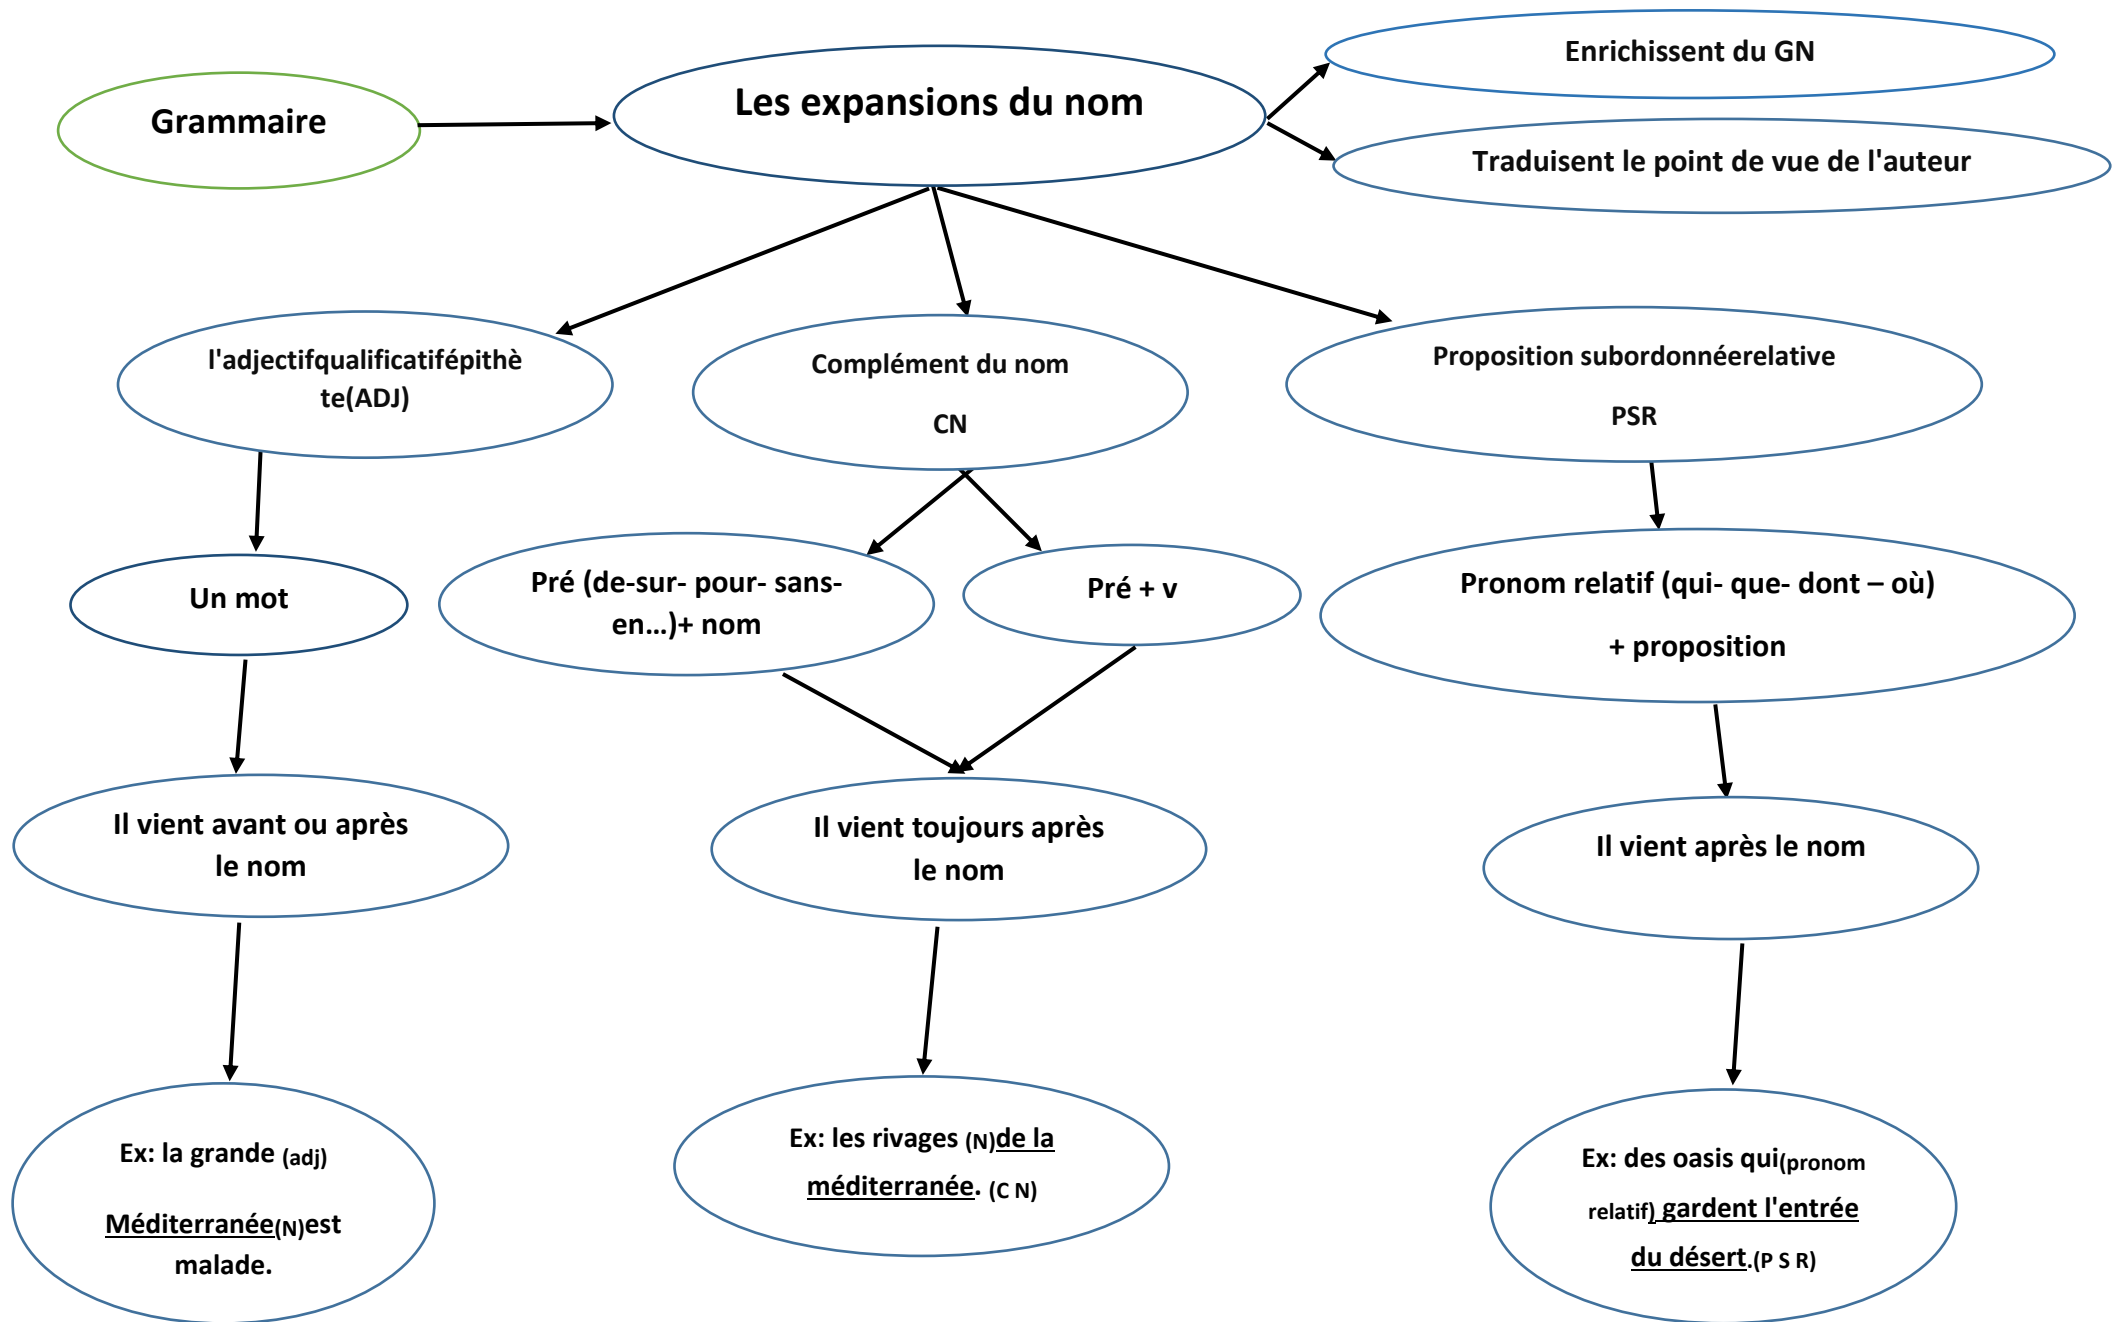 Grammaire
Les expansions du nom
Enrichissent du GN
Traduisent le point de vue de l'auteur
l'adjectifqualificatifépithè
te(ADJ)
Complément du nom
CN
Proposition subordonnéerelative
PSR
Un mot
Pré (de-sur- pour- sans-
en…)+ nom
Pré + v
Pronom relatif (qui- que- dont – où)
+ proposition
Il vient avant ou après
le nom
Il vient toujours après
le nom
Il vient après le nom
Ex: la grande (adj)
Méditerranée(N)est
malade.
Ex: les rivages (N)de la
méditerranée. (C N)
Ex: des oasis qui(pronom
relatif) gardent l'entrée
du désert.(P S R)